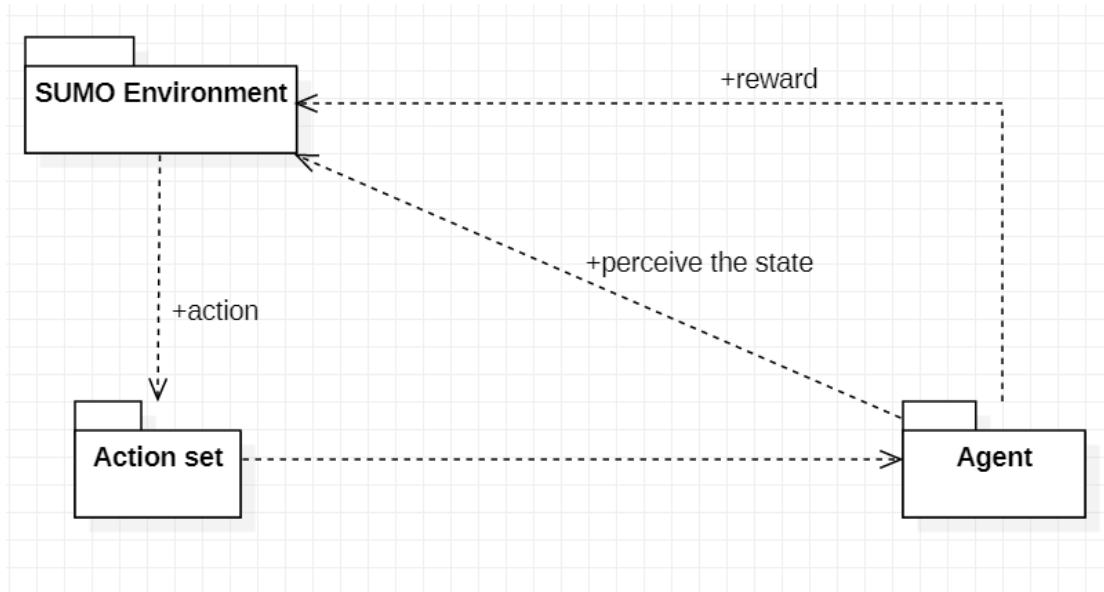 SUMO Environment
+reward
+perceive the state
+action
Action set
Agent